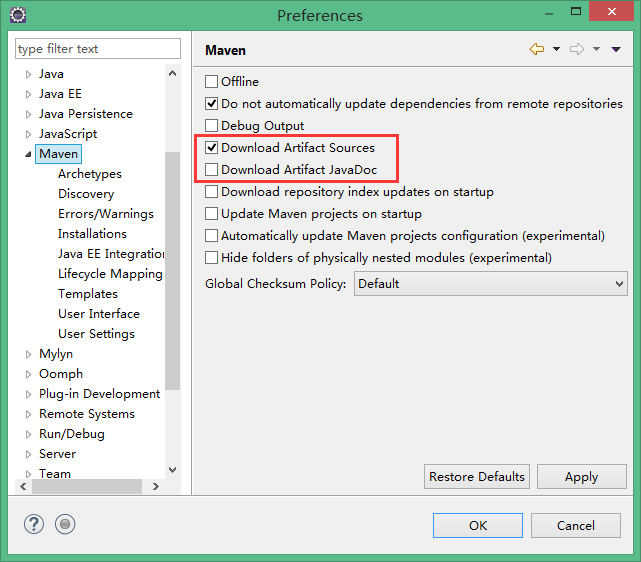 Preferences
type filter text
Java
Java EE
Java Persistence
JavaScript
Maven
Archetypes
Discovery
Errors/Warnings
Installations
Java EE Integration
Lifecycle Mapping
Templates
User Interface
User Settings
Mylyn
Oomph
Plug-in Development
Remote Systems
Run/Debug
Server
Team
Maven
Offline
Do not automatically update dependencies from remote repositories
Debug Output
Download Artifact Sources
Download Artifact JavaDoc
Download repository index updates on startup
Update Maven projects on startup
Automatically update Maven projects configuration (experimental)
Hide folders of physically nested modules (experimental)
Global Checksum Policy: Default
Restore Defaults Apply
? OK Cancel